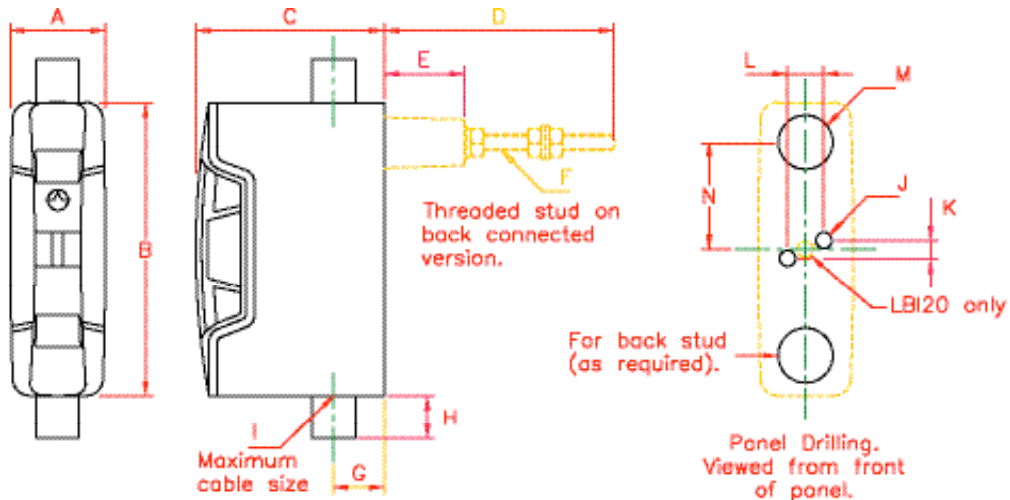 A
C
D
E
L
M
N
J
K
B
F
Threaded stud on
back connected
version.
LBI20 only
For back stud
(as required).
I
H
G
Maximum
cable size
Panel Drilling.
Viewed from front
of panel.